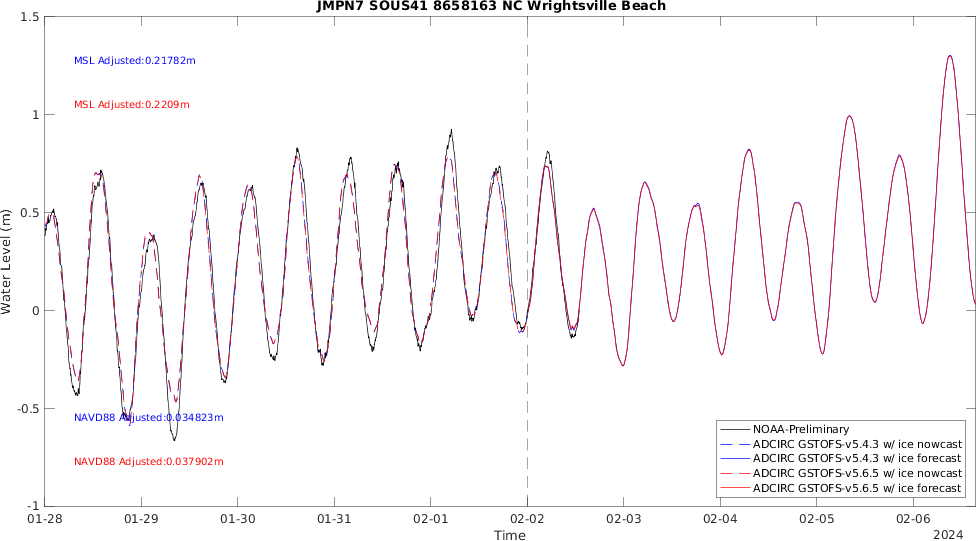 JMPN7 SOUS41 8658163 NC Wrightsville Beach
1.5
MSL Adjusted:0.21782m
MSL Adjusted:0.2209m
1
0.5
Water Level (m)
0
-0.5
NAVD88 Adjusted:0.034823m
NAVD88 Adjusted:0.037902m
NOAA-Preliminary
ADCIRC GSTOFS-v5.4.3 w/ ice nowcast
ADCIRC GSTOFS-v5.4.3 w/ ice forecast
ADCIRC GSTOFS-v5.6.5 w/ ice nowcast
ADCIRC GSTOFS-v5.6.5 w/ ice forecast
-1
01-28 01-29 01-30 01-31 02-01 02-02 02-03 02-04 02-05 02-06
Time
2024